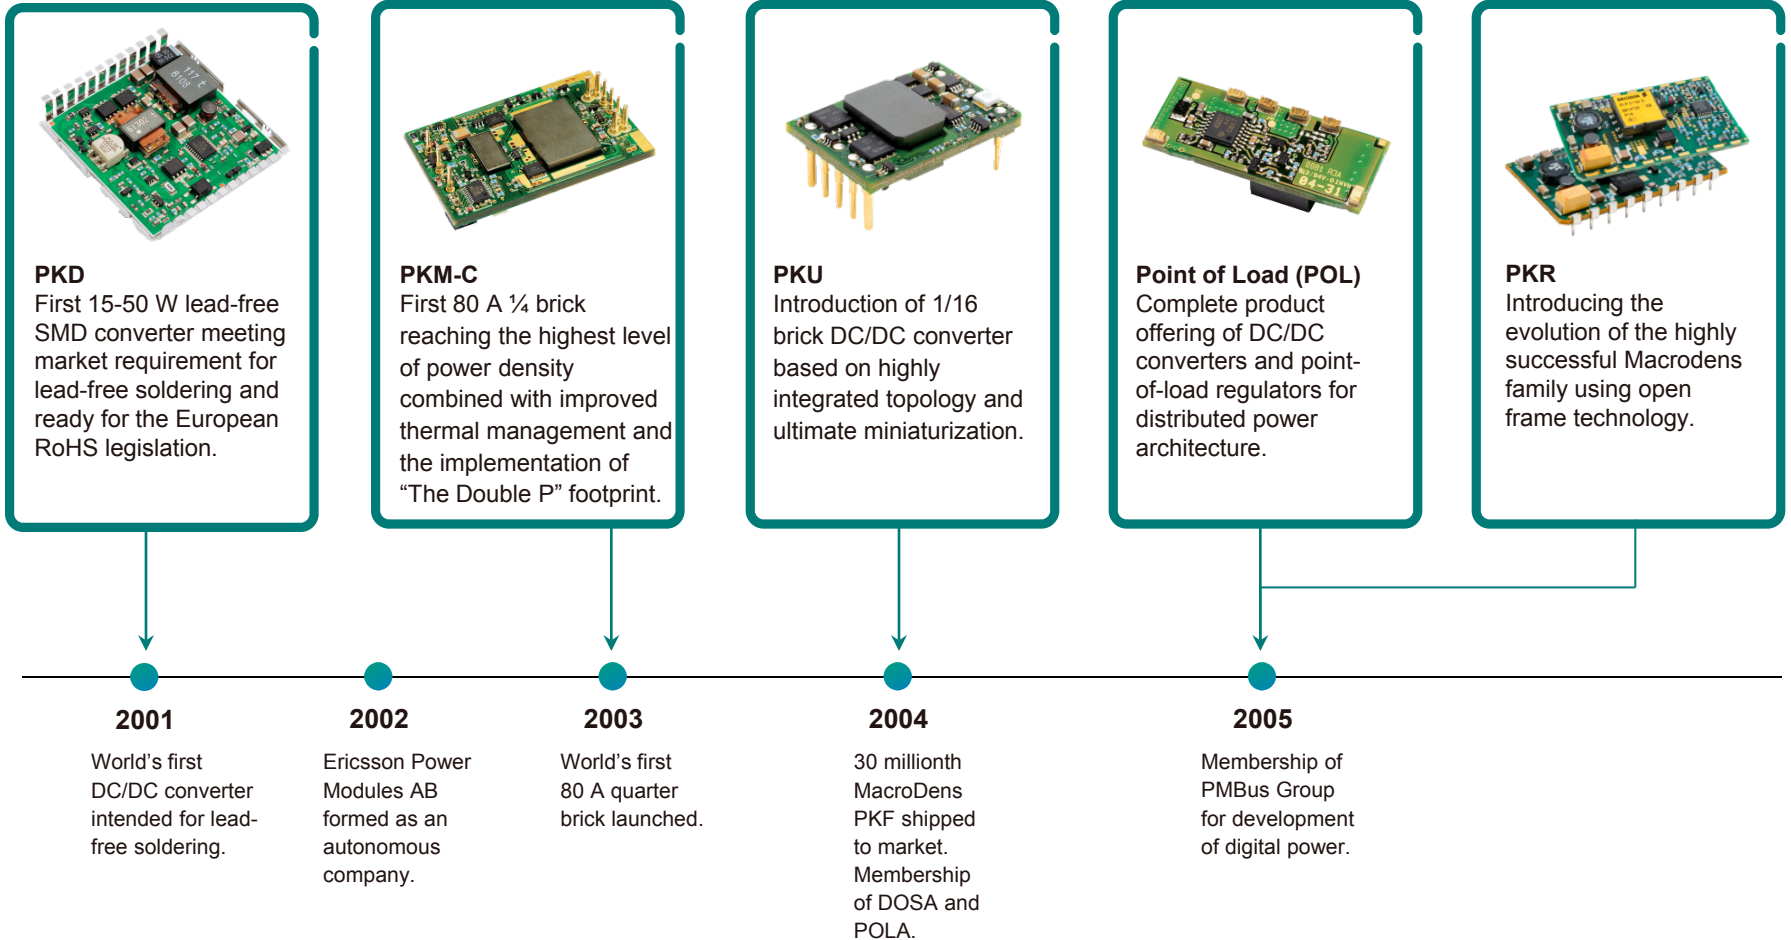 117 t
6108
61302
PKD
First 15-50 W lead-free
SMD converter meeting
market requirement for
lead-free soldering and
ready for the European
RoHS legislation.
PKM-C
First 80 A ¼ brick
reaching the highest level
of power density
combined with improved
thermal management and
the implementation of
“The Double P” footprint.
PKU
Introduction of 1/16
brick DC/DC converter
based on highly
integrated topology and
ultimate miniaturization.
04-31
Point of Load (POL)
Complete product
offering of DC/DC
converters and point-
of-load regulators for
distributed power
architecture.
PKR
Introducing the
evolution of the highly
successful Macrodens
family using open
frame technology.
2001
World’s first
DC/DC converter
intended for lead-
free soldering.
2002
Ericsson Power
Modules AB
formed as an
autonomous
company.
2003
World’s first
80 A quarter
brick launched.
2004
30 millionth
MacroDens
PKF shipped
to market.
Membership
of DOSA and
POLA.
2005
Membership of
PMBus Group
for development
of digital power.